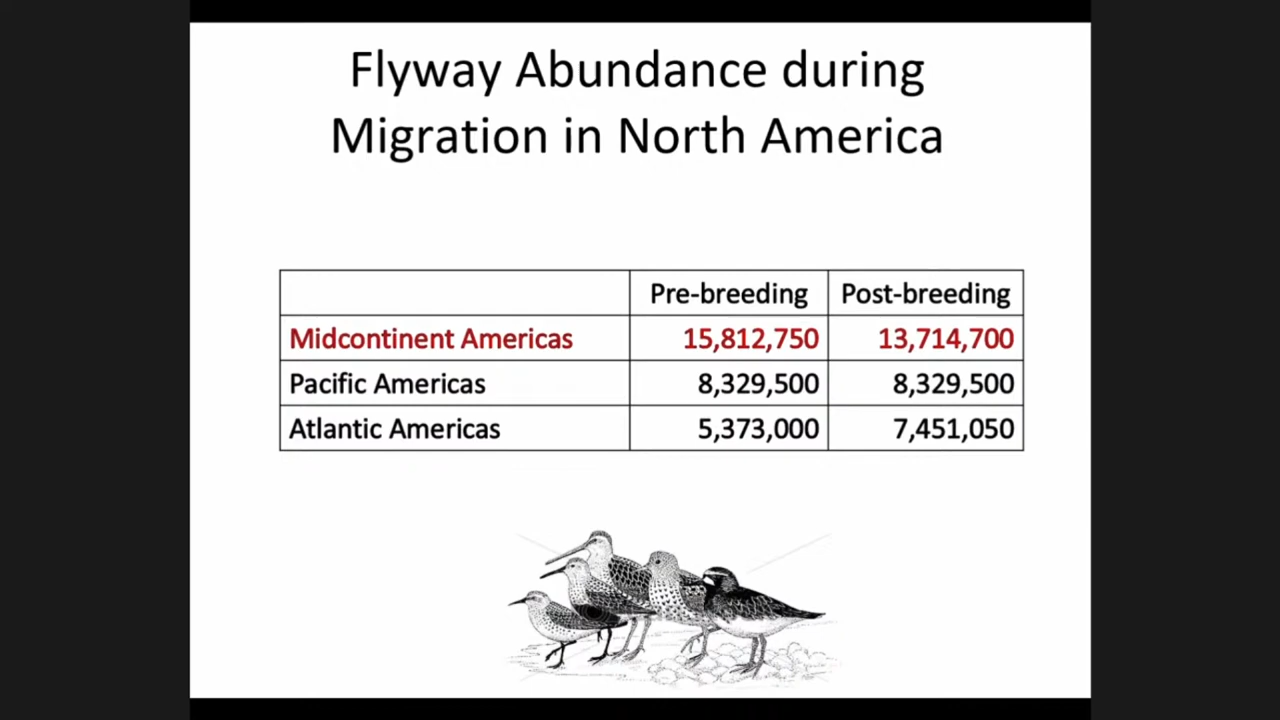 Flyway Abundance during
Migration in North America
Pre-breeding Post-breeding
Midcontinent Americas 15,812,750 13,714,700
Pacific Americas 8,329,500 8,329,500
Atlantic Americas 5,373,000 7,451,050